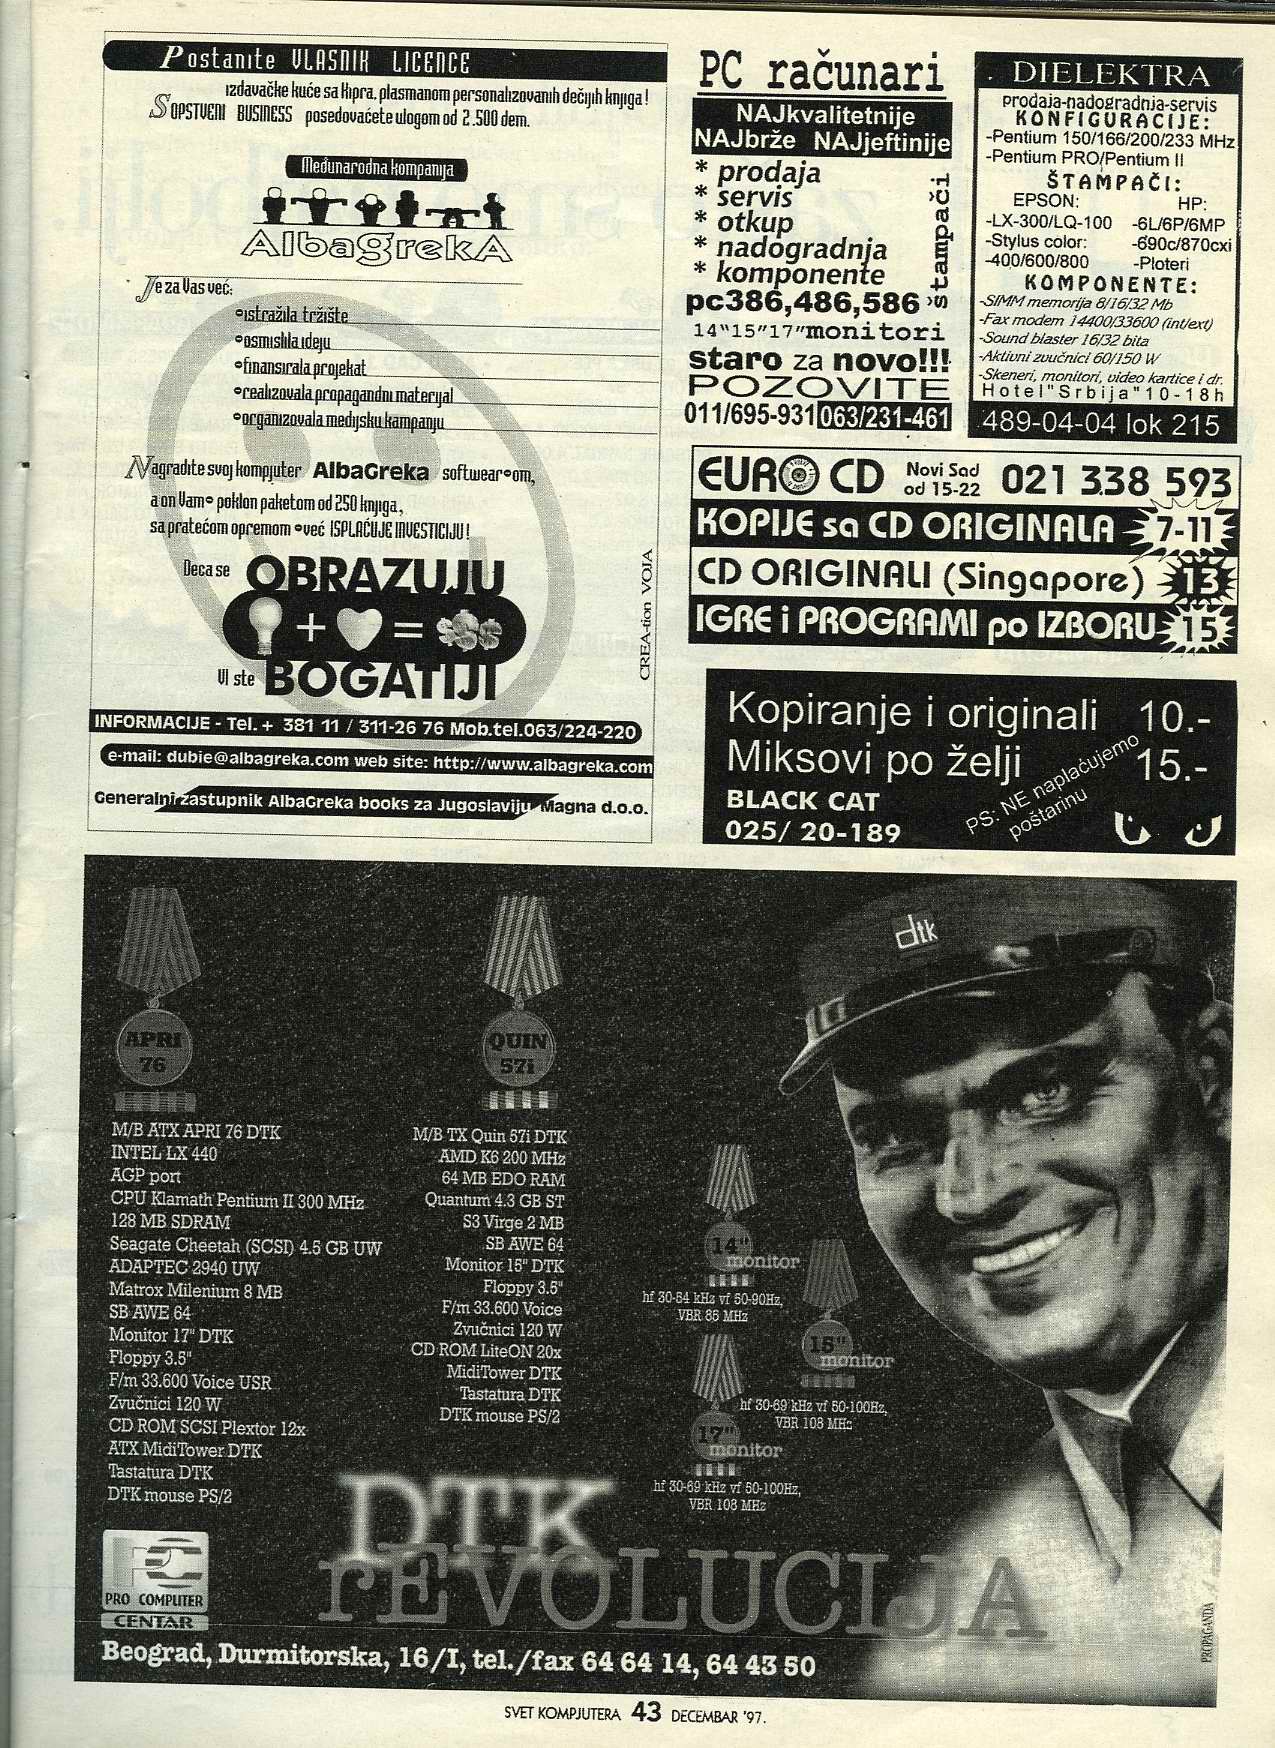 Postanite VLASNIK LICENCE
izdavačke kuće sa Kipra, plasmanom personalizovanih dečijih knjiga!
SOPSTVENI BUSINESS posedovaćete ulogom od 2.500 dem.
Međunarodna kompanija
AlbaGrekA
Je za Vas već:
•istražila tržište
•osmislila ideju
•finansirala projekat
•realizovala propagandni materijal
•organizovala medijsku kampanju
Nagradite svoj kompjuter AlbaGreka softwear•om,
a on Vam• poklon paketom od 250 knjiga,
sa pratećom opremom •već ISPLAĆUJE INVESTICIJU!
Deca se OBRAZUJU
+ = $$$
VI ste BOGATIJI
CREA-tion VOJA
INFORMACIJE - Tel. + 381 11 / 311-26 76 Mob.tel.063/224-220
e-mail: dubie@albagreka.com web site: http://www.albagreka.com
Generalni zastupnik AlbaGreka books za Jugoslaviju Magna d.o.o.
PC računari
NAJkvalitetnije
NAJbrže NAJjeftinije
* prodaja
* servis
* otkup
* nadogradnja
* komponente
štampači
pc386,486,586
14"15"17"monitori
staro za novo!!!
POZOVITE
011/695-931 063/231-461
DIELEKTRA
prodaja-nadogradnja-servis
KONFIGURACIJE:
-Pentium 150/166/200/233 MHz
-Pentium PRO/Pentium II
ŠTAMPAČI:
EPSON: HP:
-LX-300/LQ-100 -6L/6P/6MP
-Stylus color: -690c/870cxi
-400/600/800 -Ploteri
KOMPONENTE:
-SIMM memorija 8/16/32 Mb
-Fax modem 14400/33600 (int/ext)
-Sound blaster 16/32 bita
-Aktivni zvučnici 60/150 W
-Skeneri, monitori, video kartice i dr.
Hotel"Srbija"10-18h
489-04-04 lok 215
EURO CD Novi Sad od 15-22 021 338 593
KOPIJE sa CD ORIGINALA 7-11
CD ORIGINALI (Singapore) 13
IGRE i PROGRAMI po IZBORU 15
Kopiranje i originali 10.-
Miksovi po želji 15.-
BLACK CAT
025/ 20-189
PS: NE naplaćujemo
poštarinu
dtk
APRI
76
M/B ATX APRI 76 DTK
INTEL LX 440
AGP port
CPU Klamath Pentium II 300 MHz
128 MB SDRAM
Seagate Cheetah (SCSI) 4.5 GB UW
ADAPTEC 2940 UW
Matrox Milenium 8 MB
SB AWE 64
Monitor 17" DTK
Floppy 3.5"
F/m 33.600 Voice USR
Zvučnici 120 W
CD ROM SCSI Plextor 12x
ATX MidiTower DTK
Tastatura DTK
DTK mouse PS/2
QUIN
57i
M/B TX Quin 57i DTK
AMD K6 200 MHz
64 MB EDO RAM
Quantum 4.3 GB ST
S3 Virge 2 MB
SB AWE 64
Monitor 15" DTK
Floppy 3.5"
F/m 33.600 Voice
Zvučnici 120 W
CD ROM LiteON 20x
MidiTower DTK
Tastatura DTK
DTK mouse PS/2
14"
monitor
hf 30-54 kHz vf 50-90Hz,
VBR 85 MHz
15"
monitor
hf 30-69 kHz vf 50-100Hz,
VBR 108 MHz
17"
monitor
hf 30-69 kHz vf 50-100Hz,
VBR 108 MHz
DTK
rEVOLUCIJA
PC
PRO COMPUTER
CENTAR
Beograd, Durmitorska, 16/I, tel./fax 64 64 14, 64 43 50
PROPAGANDA
SVET KOMPJUTERA 43 DECEMBAR '97.